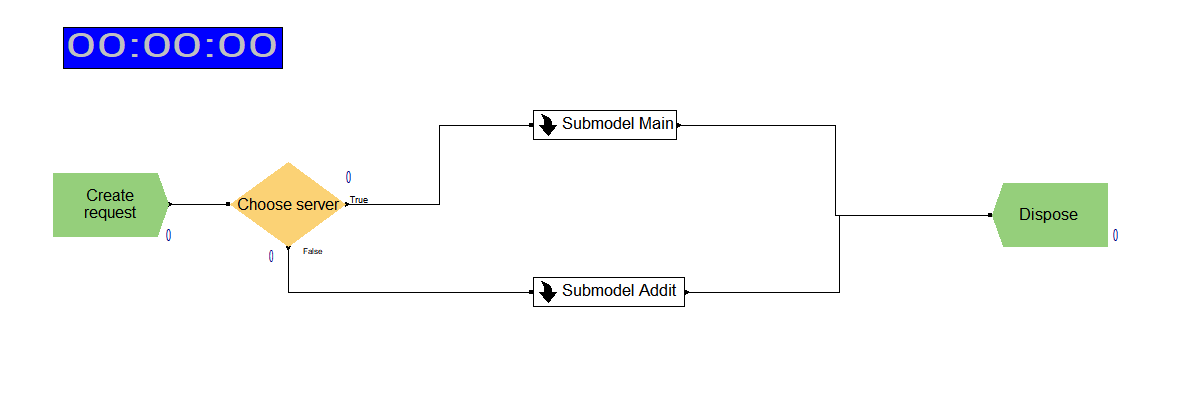 00:00:00
Submodel Main
Create
request
0
Choose server
0
True
0
False
Dispose
0
Submodel Addit